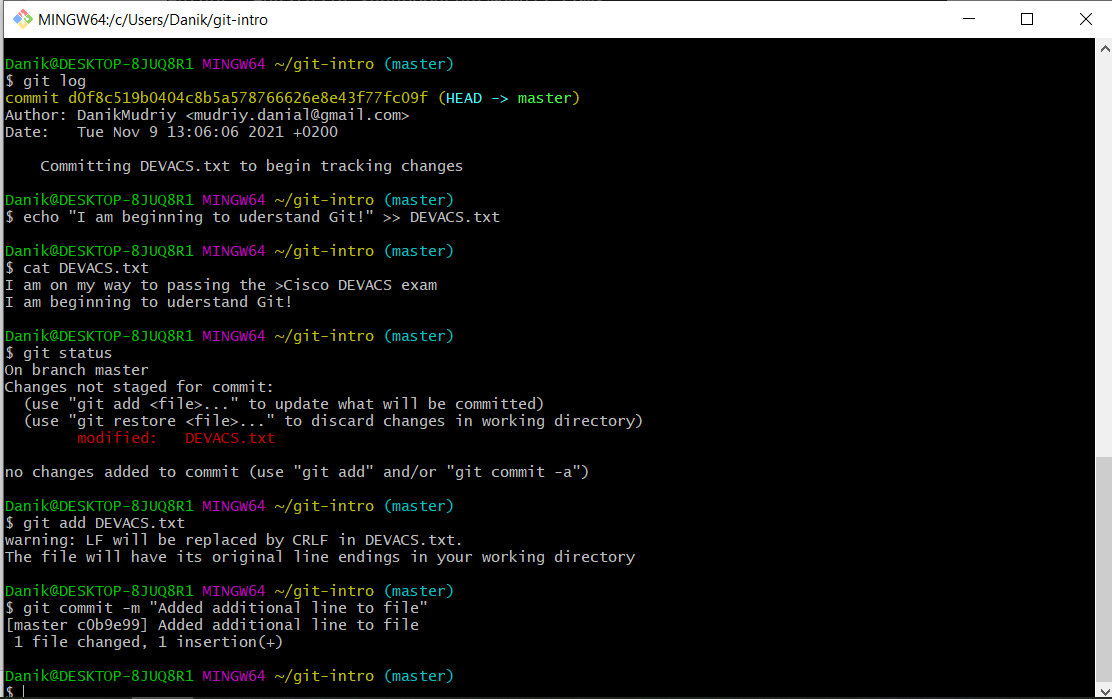 MINGW64:/c/Users/Danik/git-intro
Danik@DESKTOP-8JUQ8R1 MINGW64 ~/git-intro (master)
$ git log
commit d0f8c519b0404c8b5a578766626e8e43f77fc09f (HEAD -> master)
Author: DanikMudriy <mudriy.danial@gmail.com>
Date:   Tue Nov 9 13:06:06 2021 +0200
    Committing DEVACS.txt to begin tracking changes
Danik@DESKTOP-8JUQ8R1 MINGW64 ~/git-intro (master)
$ echo "I am beginning to uderstand Git!" >> DEVACS.txt
Danik@DESKTOP-8JUQ8R1 MINGW64 ~/git-intro (master)
$ cat DEVACS.txt
I am on my way to passing the >Cisco DEVACS exam
I am beginning to uderstand Git!
Danik@DESKTOP-8JUQ8R1 MINGW64 ~/git-intro (master)
$ git status
On branch master
Changes not staged for commit:
  (use "git add <file>..." to update what will be committed)
  (use "git restore <file>..." to discard changes in working directory)
        modified:   DEVACS.txt
no changes added to commit (use "git add" and/or "git commit -a")
Danik@DESKTOP-8JUQ8R1 MINGW64 ~/git-intro (master)
$ git add DEVACS.txt
warning: LF will be replaced by CRLF in DEVACS.txt.
The file will have its original line endings in your working directory
Danik@DESKTOP-8JUQ8R1 MINGW64 ~/git-intro (master)
$ git commit -m "Added additional line to file"
[master c0b9e99] Added additional line to file
 1 file changed, 1 insertion(+)
Danik@DESKTOP-8JUQ8R1 MINGW64 ~/git-intro (master)
$